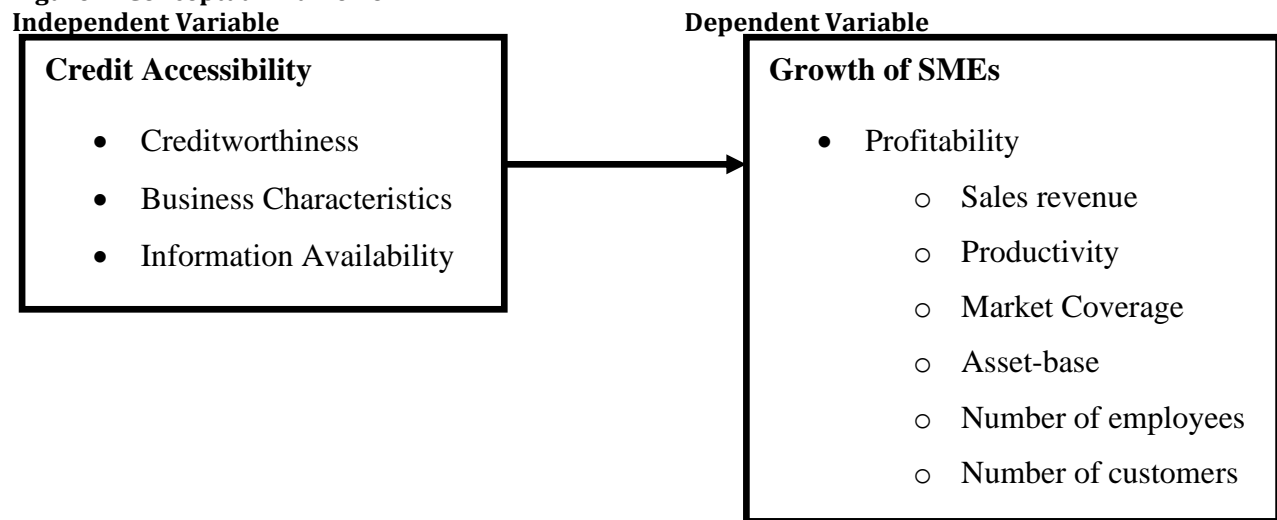 Independent Variable
Dependent Variable
Credit Accessibility
• Creditworthiness
• Business Characteristics
• Information Availability
Growth of SMEs
• Profitability
o Sales revenue
o Productivity
o Market Coverage
o Asset-base
o Number of employees
o Number of customers